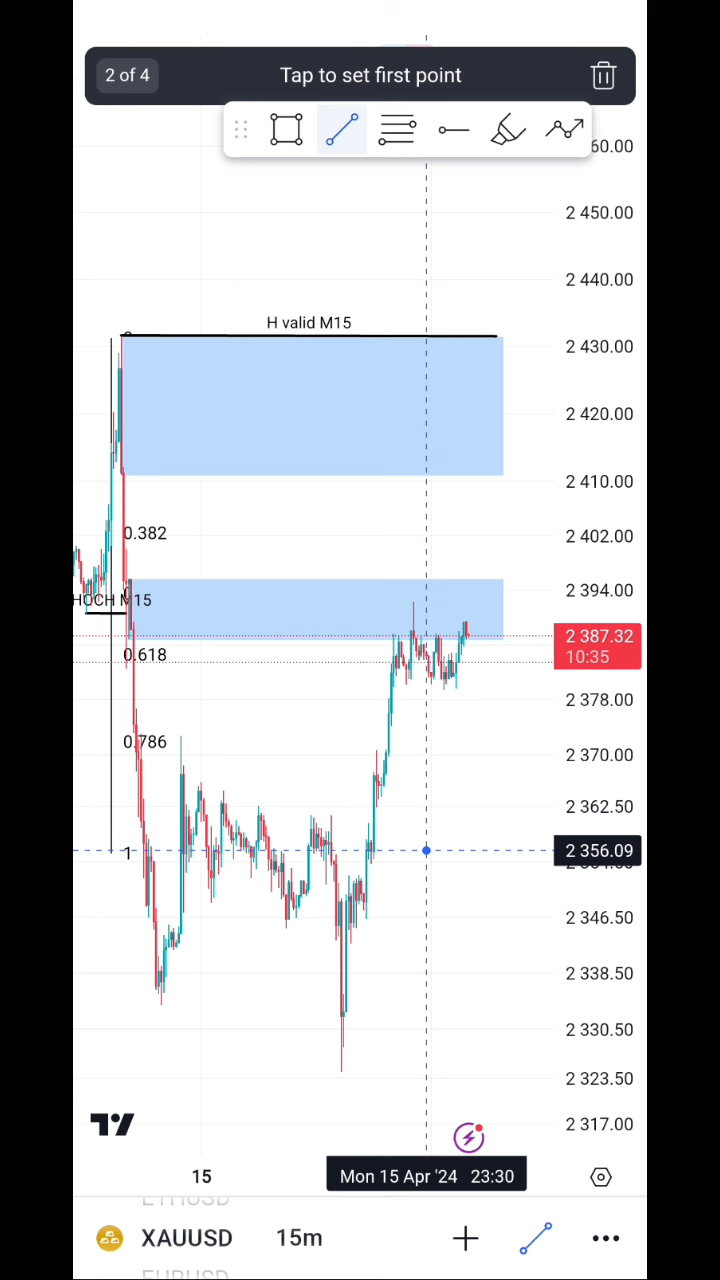 2 of 4
Tap to set first point
60.00
2 450.00
2 440.00
H valid M15
2 430.00
2 420.00
2 410.00
0.382
2 402.00
2 394.00
HOCH M15
2 387.32
10:35
0.618
2 378.00
0.786
2 370.00
2 362.50
1
2 356.09
2 346.50
2 338.50
2 330.50
2 323.50
2 317.00
15
Mon 15 Apr '24 23:30
ETHUSD
XAUUSD
15m
EURUSD